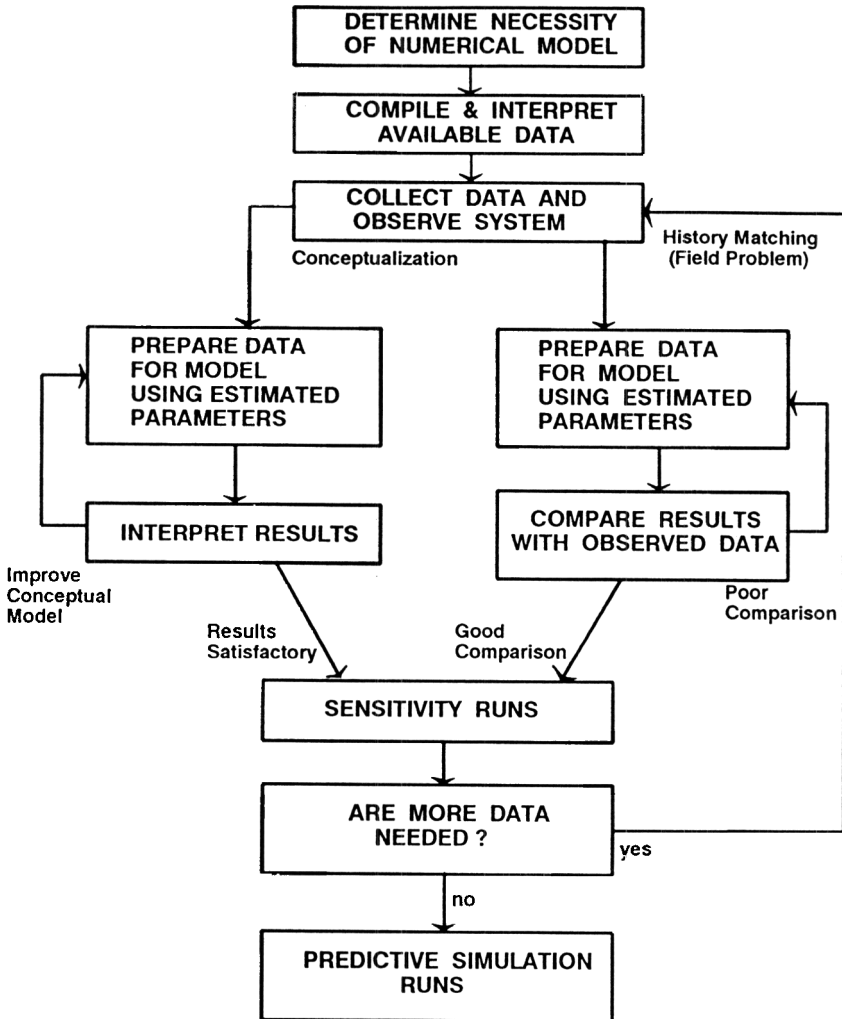 DETERMINE NECESSITY
OF NUMERICAL MODEL
COMPILE & INTERPRET
AVAILABLE DATA
COLLECT DATA AND
OBSERVE SYSTEM
Conceptualization
History Matching
(Field Problem)
PREPARE DATA
FOR MODEL
USING ESTIMATED
PARAMETERS
PREPARE DATA
FOR MODEL
USING ESTIMATED
PARAMETERS
INTERPRET RESULTS
COMPARE RESULTS
WITH OBSERVED DATA
Improve
Conceptual
Model
Poor
Comparison
Results
Satisfactory
Good
Comparison
SENSITIVITY RUNS
ARE MORE DATA
NEEDED ?
yes
no
PREDICTIVE SIMULATION
RUNS